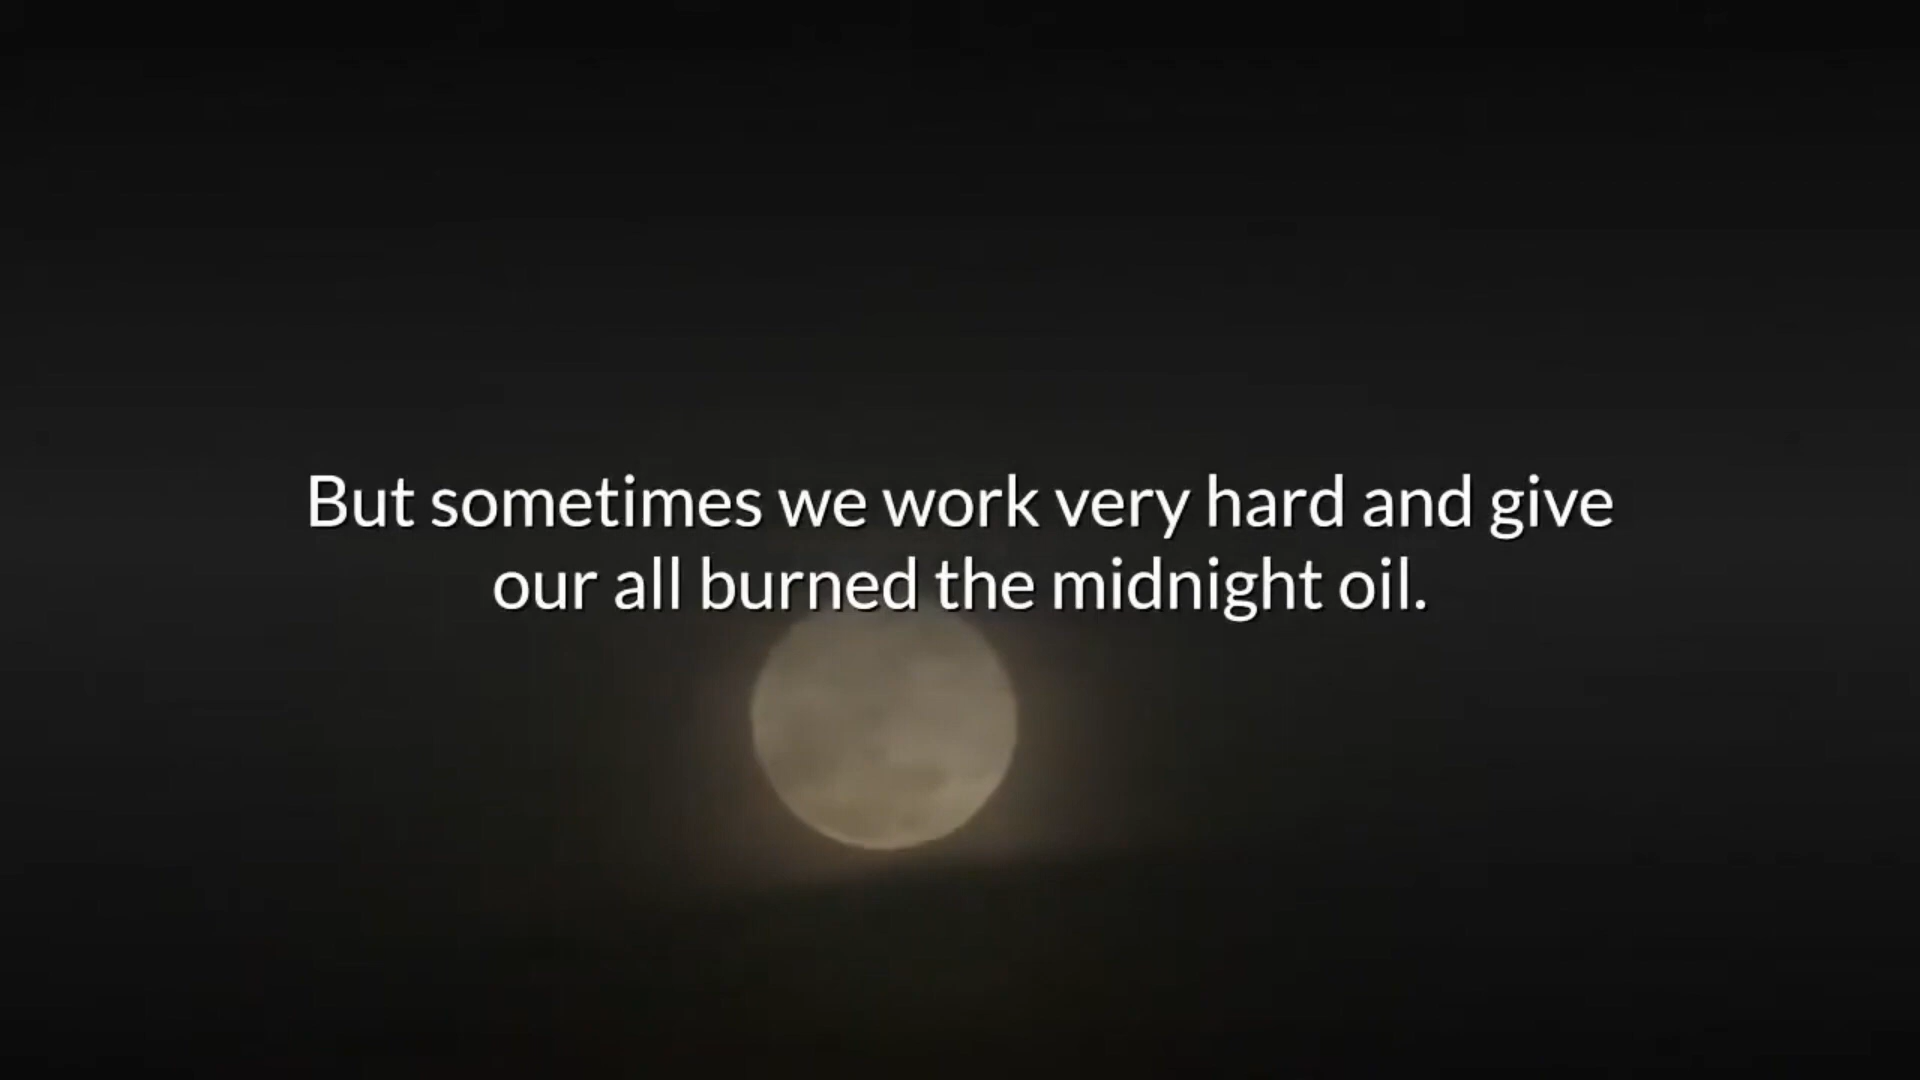 But sometimes we work very hard and give
our all burned the midnight oil.